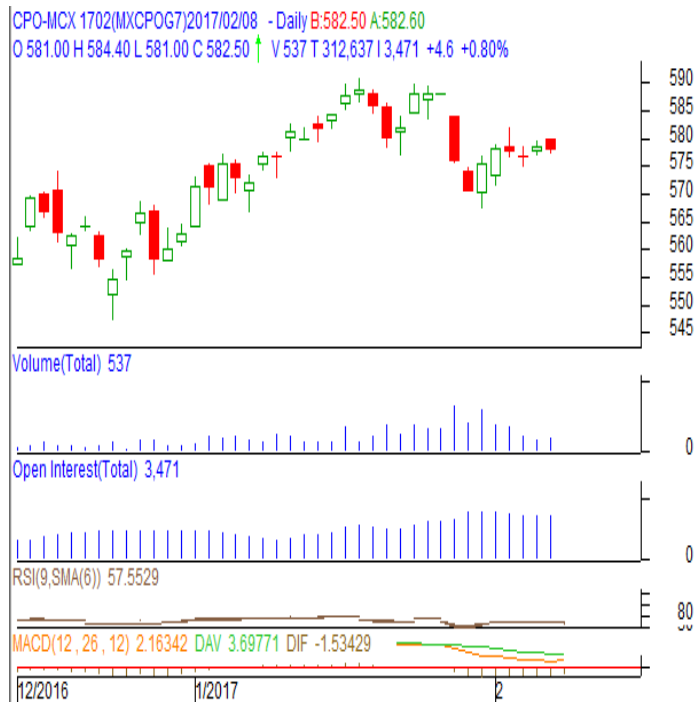 CPO-MCX 1702(MXCPOG7)2017/02/08 - Daily B:582.50 A:582.60
O 581.00 H 584.40 L 581.00 C 582.50 ↑ V 537 T 312,637 I 3,471 +4.6 +0.80%
590
585
580
575
570
565
560
555
550
545
Volume(Total) 537
0
Open Interest(Total) 3,471
0
RSI(9,SMA(6)) 57.5529
80
MACD(12 , 26 , 12) 2.16342 DAV 3.69771 DIF -1.53429
12/2016 1/2017 2